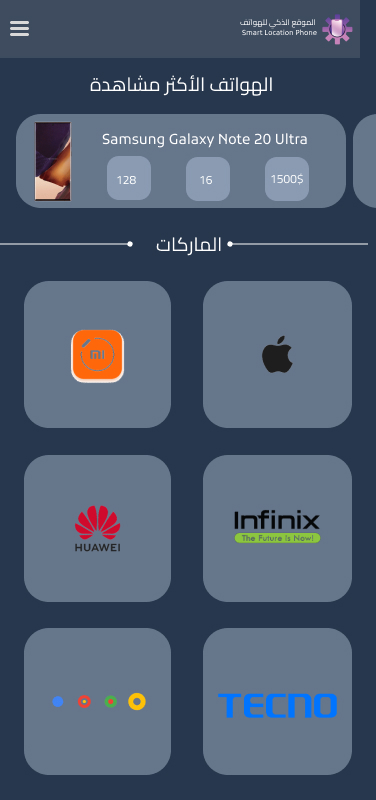 الموقع الذكي للهواتف
Smart Location Phone
الهواتف الأكثر مشاهدة
Samsung Galaxy Note 20 Ultra
128
16
1500$
الماركات
MI
HUAWEI
Infinix
The Future Is Now!
TECNO